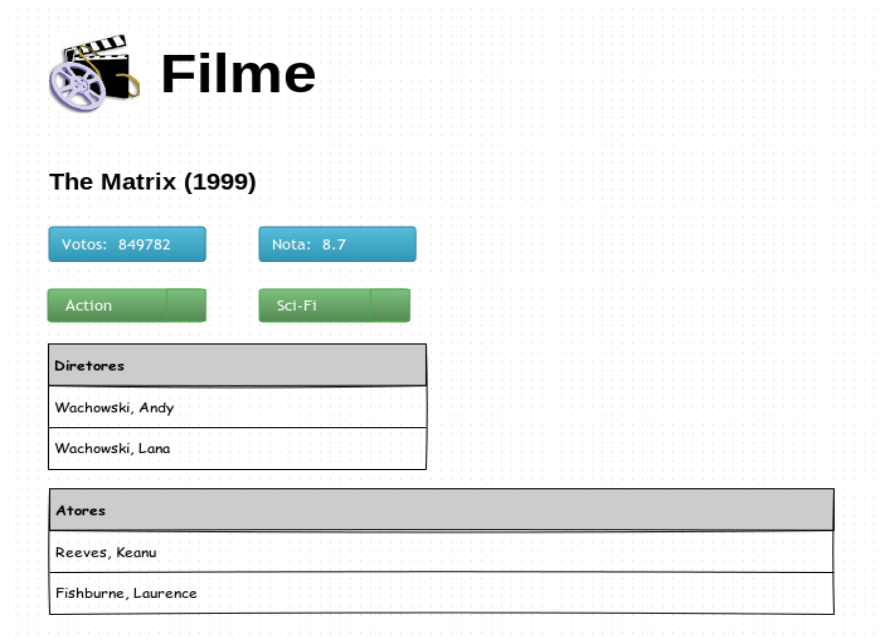 Filme
The Matrix (1999)
Votos: 849782 Nota: 8.7
Action Sci-Fi
Diretores
Wachowski, Andy
Wachowski, Lana
Atores
Reeves, Keanu
Fishburne, Laurence